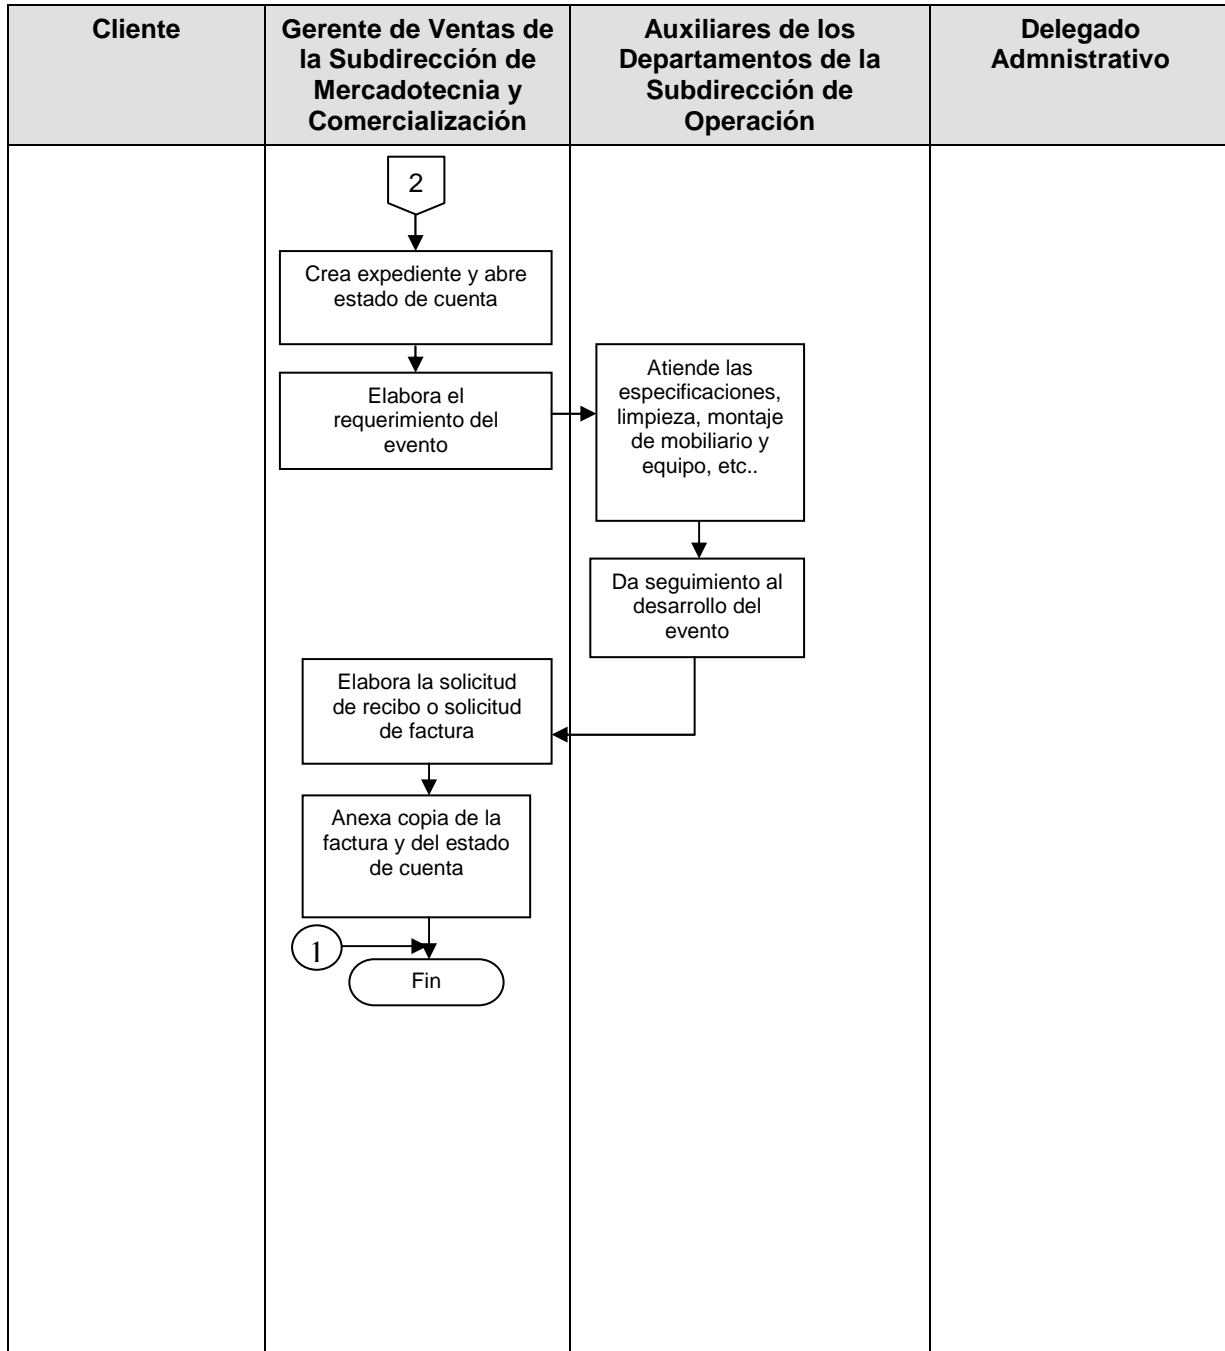 Cliente
Gerente de Ventas de
la Subdirección de
Mercadotecnia y
Comercialización
Auxiliares de los
Departamentos de la
Subdirección de
Operación
Delegado
Admnistrativo
2
Crea expediente y abre
estado de cuenta
Elabora el
requerimiento del
evento
Atiende las
especificaciones,
limpieza, montaje
de mobiliario y
equipo, etc..
Da seguimiento al
desarrollo del
evento
Elabora la solicitud
de recibo o solicitud
de factura
Anexa copia de la
factura y del estado
de cuenta
1
Fin